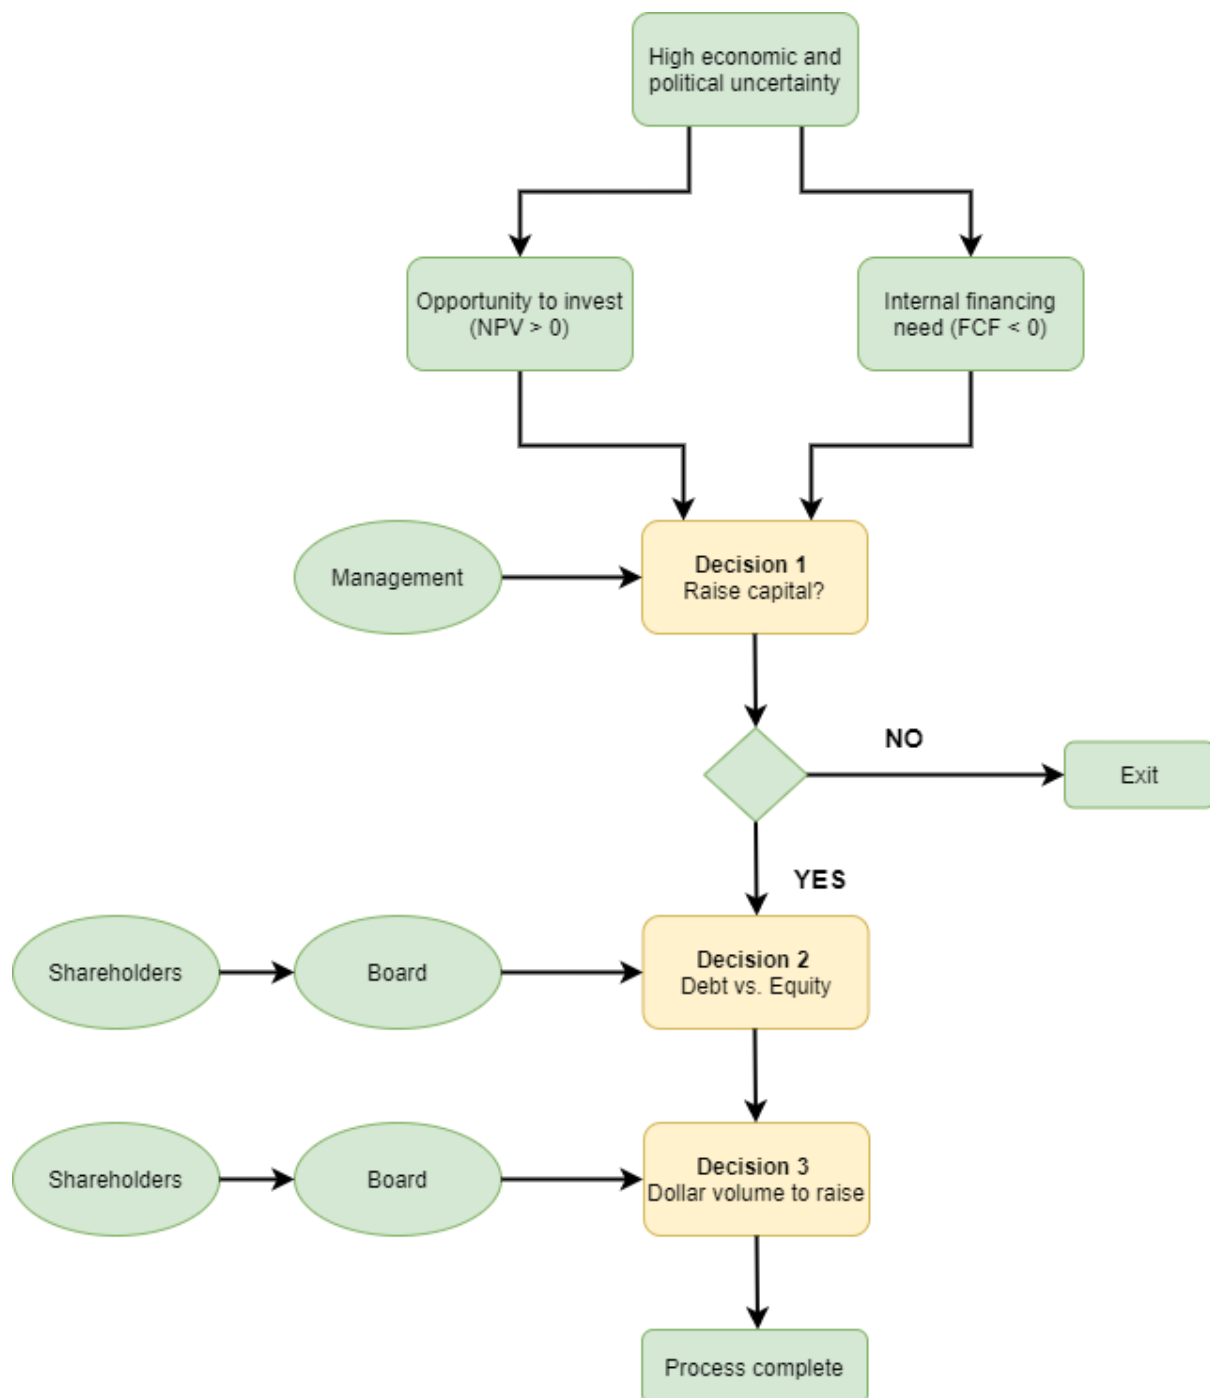 High economic and
political uncertainty
Opportunity to invest
(NPV > 0)
Internal financing
need (FCF < 0)
Management
Decision 1
Raise capital?
NO
Exit
YES
Shareholders
Board
Decision 2
Debt vs. Equity
Shareholders
Board
Decision 3
Dollar volume to raise
Process complete